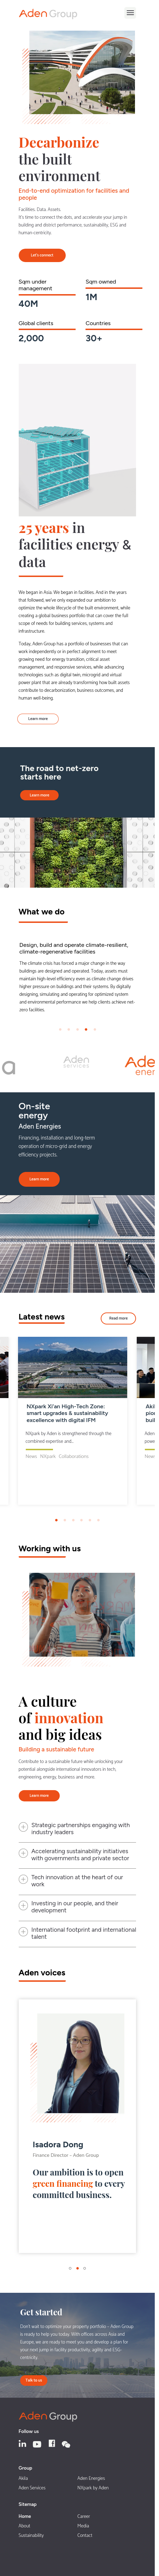 Aden Group
Decarbonize
the built
environment
End-to-end optimization for facilities and
people
Facilities. Data. Assets.
It's time to connect the dots, and accelerate your jump in
building and district performance, sustainability, ESG and
human-centricity.
Let's connect
Sqm under
management
40M
Sqm owned
1M
Global clients
2,000
Countries
30+
25 years in
facilities energy &
data
We began in Asia. We began in facilities. And in the years
that followed, we've only expanded our ambition: to
optimize the whole lifecycle of the built environment, while
creating a global business portfolio that can cover the full
scope of needs for building services, systems and
infrastructure.
Today, Aden Group has a portfolio of businesses that can
work independently or in perfect alignment to meet
growing need for energy transition, critical asset
management, and responsive services, while advancing
technologies such as digital twin, microgrid and virtual
power plant that are already transforming how built assets
contribute to decarbonization, business outcomes, and
human well-being.
Learn more
The road to net-zero
starts here
Learn more
What we do
Design, build and operate climate-resilient,
climate-regenerative facilities
The climate crisis has forced a major change in the way
buildings are designed and operated. Today, assets must
maintain high-levels of efficiency even as climate change drives
higher pressures on buildings and their systems. By digitally
designing, simulating and operating for optimized system
and environmental performance we help clients achieve net-
zero facilities.
Aden
SERVICES
Ade
ener
On-site
energy
Aden Energies
Financing, installation and long-term
operation of micro-grid and energy
efficiency projects.
Learn more
Latest news
Read more
NXpark Xi'an High-Tech Zone:
smart upgrades & sustainability
excellence with digital IFM
NXpark by Aden is strengthened through the
combined expertise and...
News NXpark Collaborations
Aki
pio
buil
Aden
power
News
Working with us
A culture
of innovation
and big ideas
Building a sustainable future
Contribute to a sustainable future while unlocking your
potential alongside international innovators in tech,
engineering, energy, business and more.
Learn more
Strategic partnerships engaging with
industry leaders
Accelerating sustainability initiatives
with governments and private sector
Tech innovation at the heart of our
work
Investing in our people, and their
development
International footprint and international
talent
Aden voices
Isadora Dong
Finance Director - Aden Group
Our ambition is to open
green financing to every
committed business.
Get started
Don't wait to optimize your property portfolio - Aden Group
is ready to help you today. With offices across Asia and
Europe, we are ready to meet you and develop a plan for
your next jump in facility productivity, agility and ESG-
centricity.
Talk to us
Aden Group
Follow us
Group
Akila
Aden Energies
Aden Services
NXpark by Aden
Sitemap
Home
Career
About
Media
Sustainability
Contact